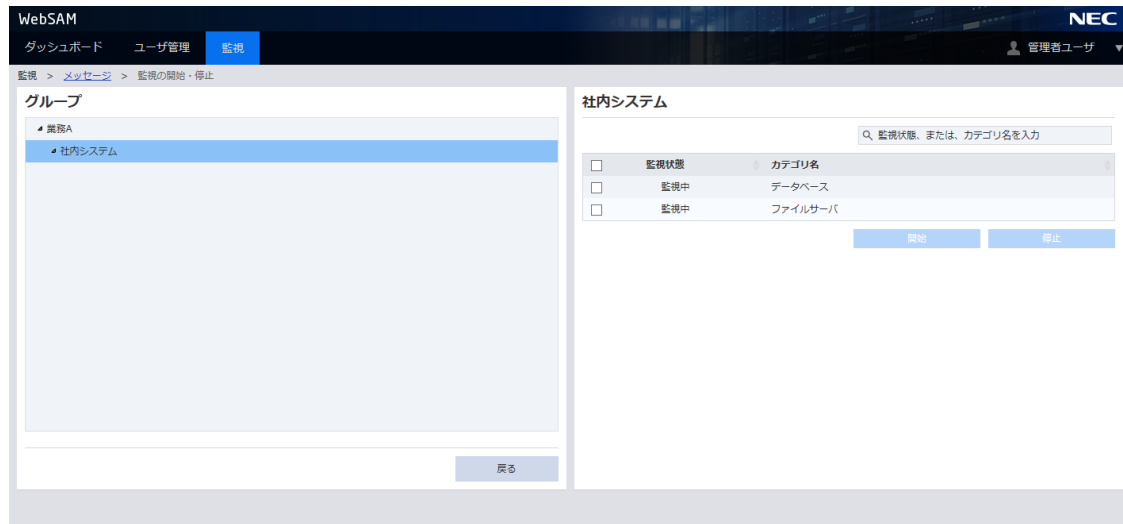 WebSAM
NEC
ダッシュボード ユーザ管理 監視 管理者ユーザ
監視 > メッセージ > 監視の開始・停止
グループ
業務A
社内システム
戻る
社内システム
監視状態、または、カテゴリ名を入力
監視状態 カテゴリ名
監視中 データベース
監視中 ファイルサーバ
開始 停止